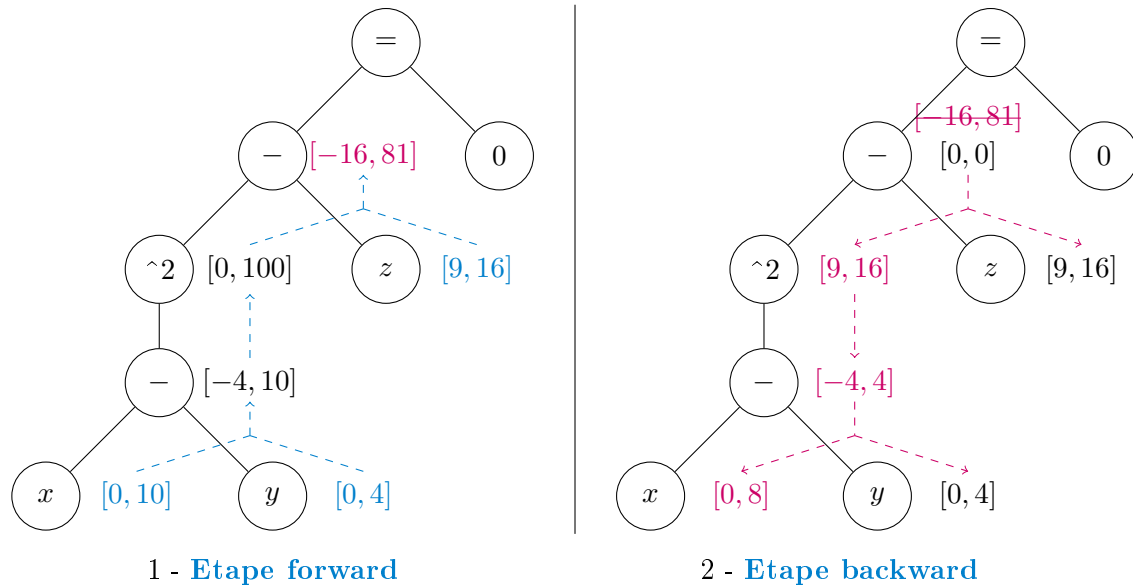 =
=
[−16, 81]
− [−16, 81] 0
− [0, 0] 0
^2 [0, 100] z [9, 16]
^2 [9, 16] z [9, 16]
− [−4, 10]
− [−4, 4]
x [0, 10] y [0, 4]
x [0, 8] y [0, 4]
1 - Etape forward
2 - Etape backward